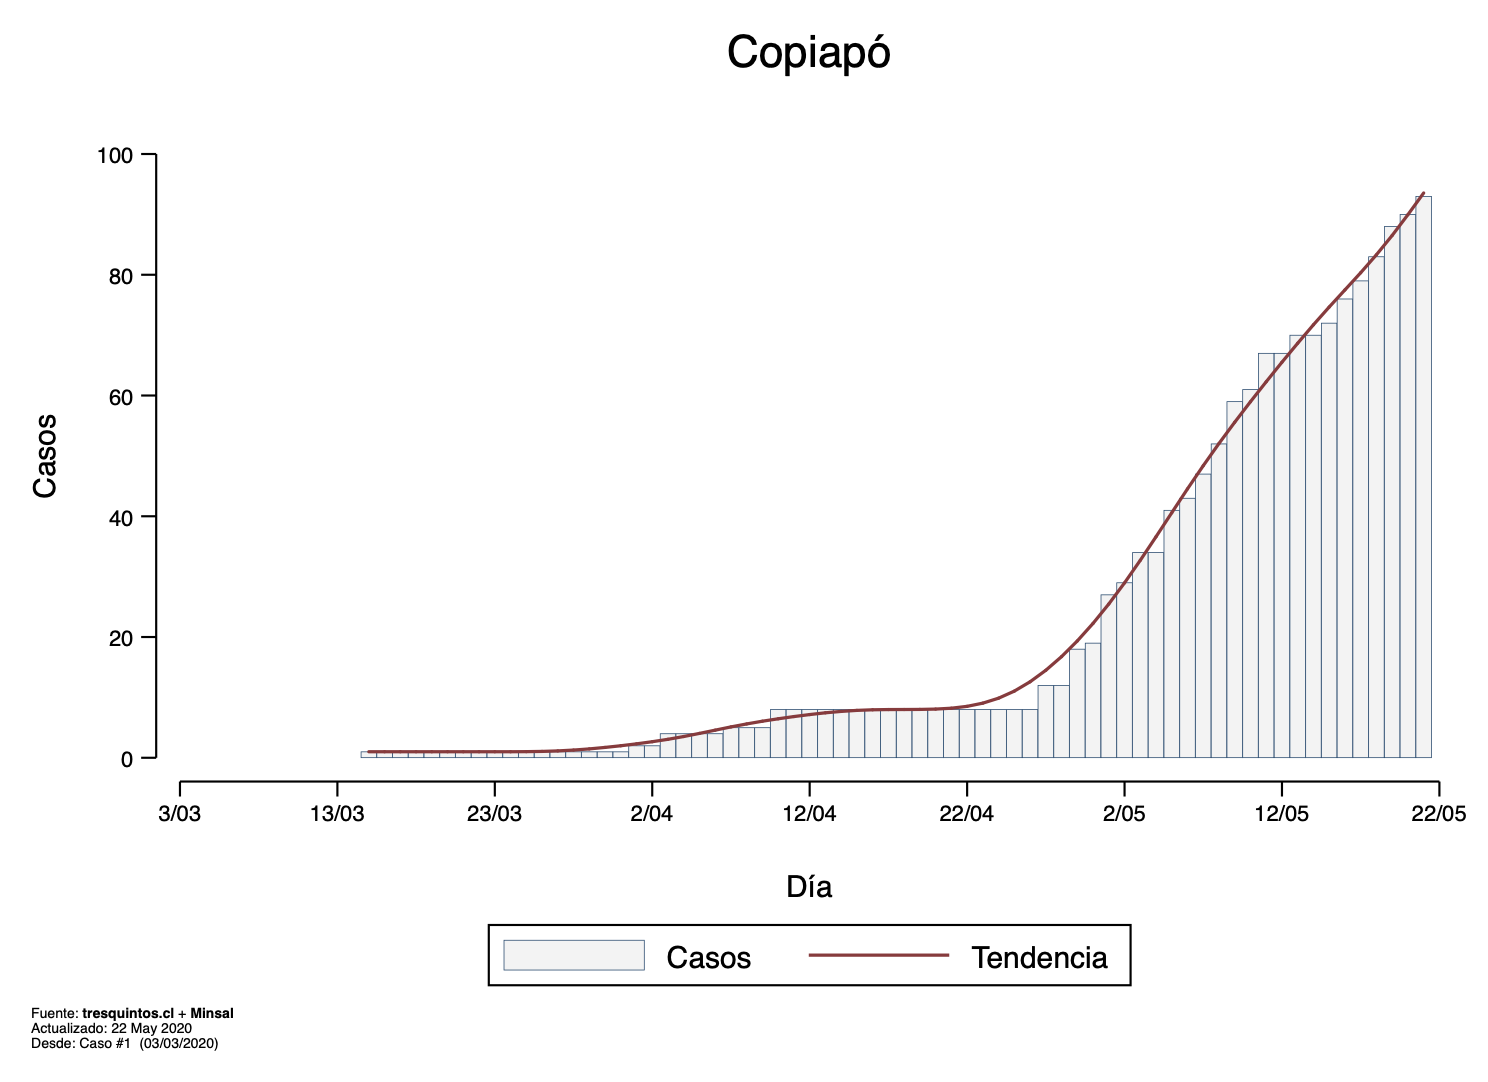 Copiapó
100
80
60
40
20
0
Casos
3/03 13/03 23/03 2/04 12/04 22/04 2/05 12/05 22/05
Día
Casos Tendencia
Fuente: tresquintos.cl + Minsal
Actualizado: 22 May 2020
Desde: Caso #1 (03/03/2020)